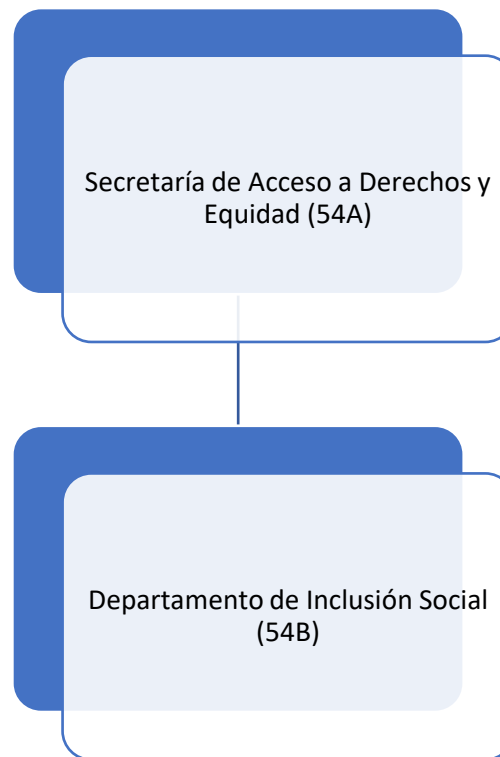 Secretaría de Acceso a Derechos y
Equidad (54A)
Departamento de Inclusión Social
(54B)